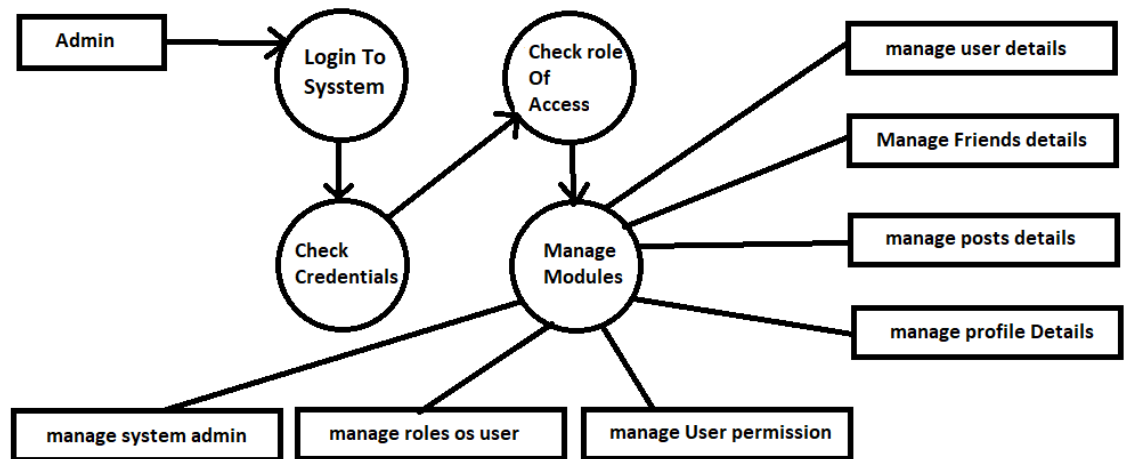 Admin
Login To
Sysstem
Check role
Of
Access
manage user details
Manage Friends details
Check
Credentials
Manage
Modules
manage posts details
manage profile Details
manage system admin
manage roles os user
manage User permission